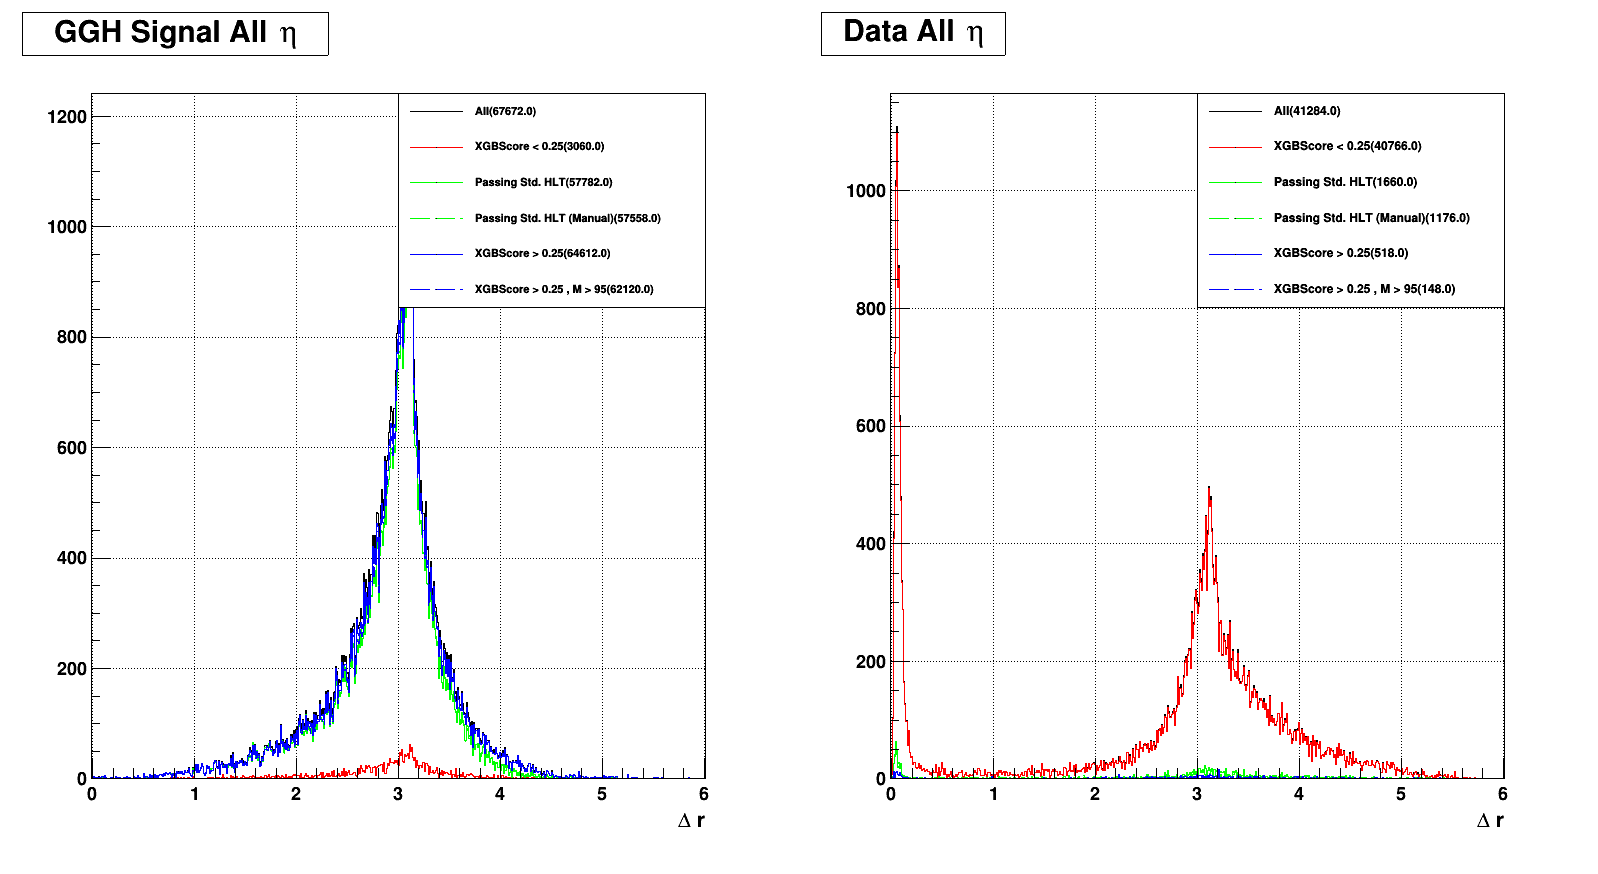 GGH Signal All η
1200
1000
800
600
400
200
0
0 1 2 3 4 5 6
Δ r
All(67672.0)
XGBScore < 0.25(3060.0)
Passing Std. HLT(57782.0)
Passing Std. HLT (Manual)(57558.0)
XGBScore > 0.25(64612.0)
XGBScore > 0.25 , M > 95(62120.0)
Data All η
1000
800
600
400
200
0
0 1 2 3 4 5 6
Δ r
All(41284.0)
XGBScore < 0.25(40766.0)
Passing Std. HLT(1660.0)
Passing Std. HLT (Manual)(1176.0)
XGBScore > 0.25(518.0)
XGBScore > 0.25 , M > 95(148.0)